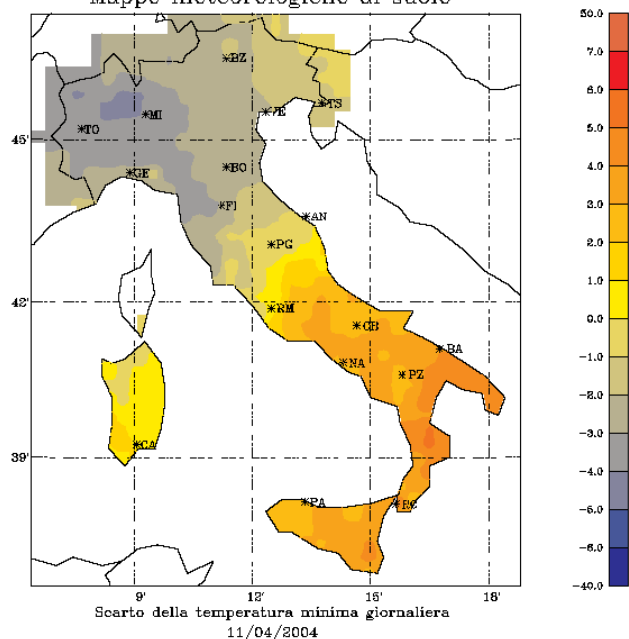 Mappe meteorologiche di suolo
50.0
7.0
6.0
5.0
4.0
3.0
2.0
1.0
0.0
-1.0
-2.0
-3.0
-4.0
-5.0
-6.0
-40.0
BZ
TS
VE
MI
TO
45'
BO
GE
FI
AN
PG
42'
RM
CB
BA
NA
PZ
CA
39'
PA
RC
9'
12'
15'
18'
Scarto della temperatura minima giornaliera
11/04/2004